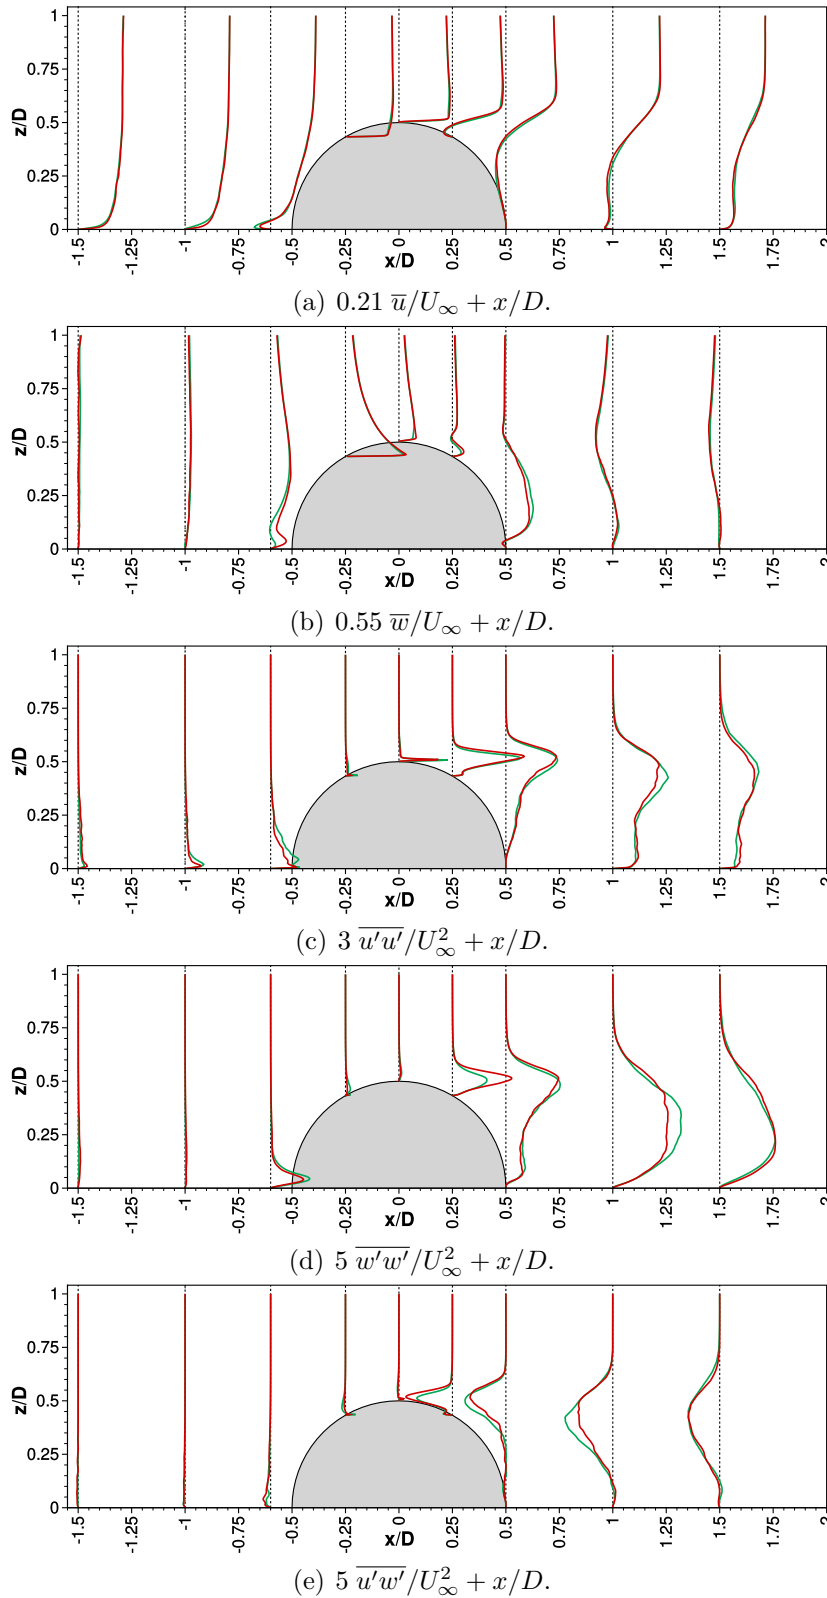 1
0.75
0.5
0.25
0
z/D
-1.5 -1.25 -1 -0.75 -0.5 -0.25 0 0.25 0.5 0.75 1 1.25 1.5 1.75 2
x/D
(a) 0.21 u̅/U∞ + x/D.
1
0.75
0.5
0.25
0
z/D
-1.5 -1.25 -1 -0.75 -0.5 -0.25 0 0.25 0.5 0.75 1 1.25 1.5 1.75 2
x/D
(b) 0.55 w̅/U∞ + x/D.
1
0.75
0.5
0.25
0
z/D
-1.5 -1.25 -1 -0.75 -0.5 -0.25 0 0.25 0.5 0.75 1 1.25 1.5 1.75 2
x/D
(c) 3 u̅'u̅'/U∞² + x/D.
1
0.75
0.5
0.25
0
z/D
-1.5 -1.25 -1 -0.75 -0.5 -0.25 0 0.25 0.5 0.75 1 1.25 1.5 1.75 2
x/D
(d) 5 w̅'w̅'/U∞² + x/D.
1
0.75
0.5
0.25
0
z/D
-1.5 -1.25 -1 -0.75 -0.5 -0.25 0 0.25 0.5 0.75 1 1.25 1.5 1.75 2
x/D
(e) 5 u̅'w̅'/U∞² + x/D.